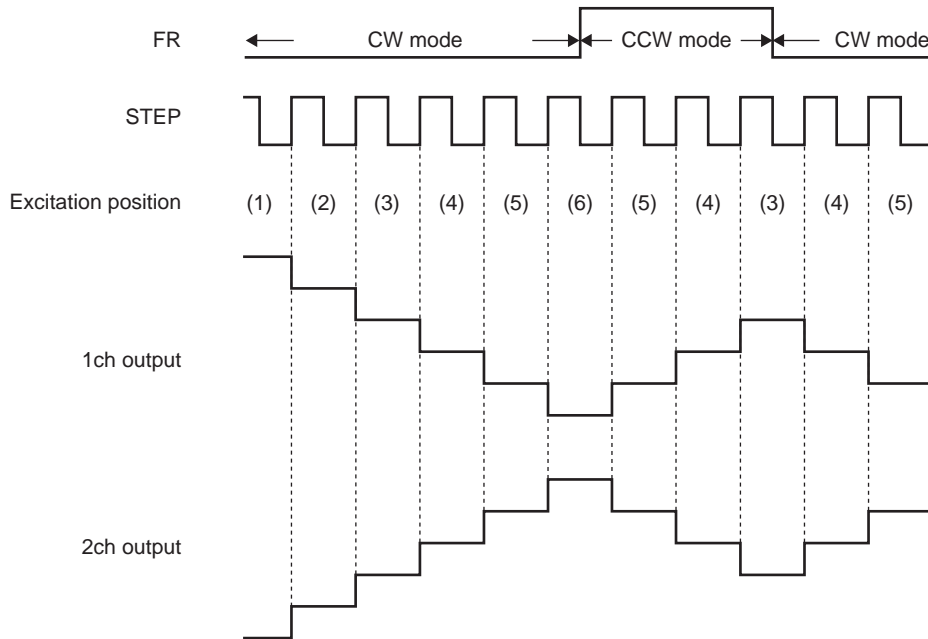 FR CW mode CCW mode CW mode
STEP
Excitation position (1) (2) (3) (4) (5) (6) (5) (4) (3) (4) (5)
1ch output
2ch output